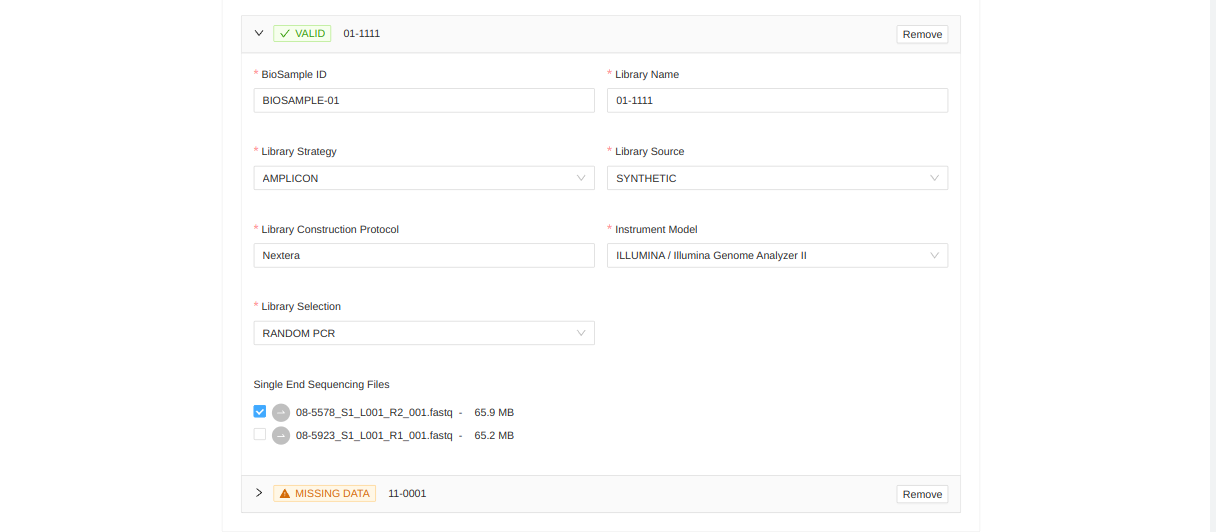 VALID 01-1111 Remove
* BioSample ID * Library Name
BIOSAMPLE-01 01-1111
* Library Strategy * Library Source
AMPLICON SYNTHETIC
* Library Construction Protocol * Instrument Model
Nextera ILLUMINA / Illumina Genome Analyzer II
* Library Selection
RANDOM PCR
Single End Sequencing Files
08-5578_S1_L001_R2_001.fastq - 65.9 MB
08-5923_S1_L001_R1_001.fastq - 65.2 MB
MISSING DATA 11-0001 Remove